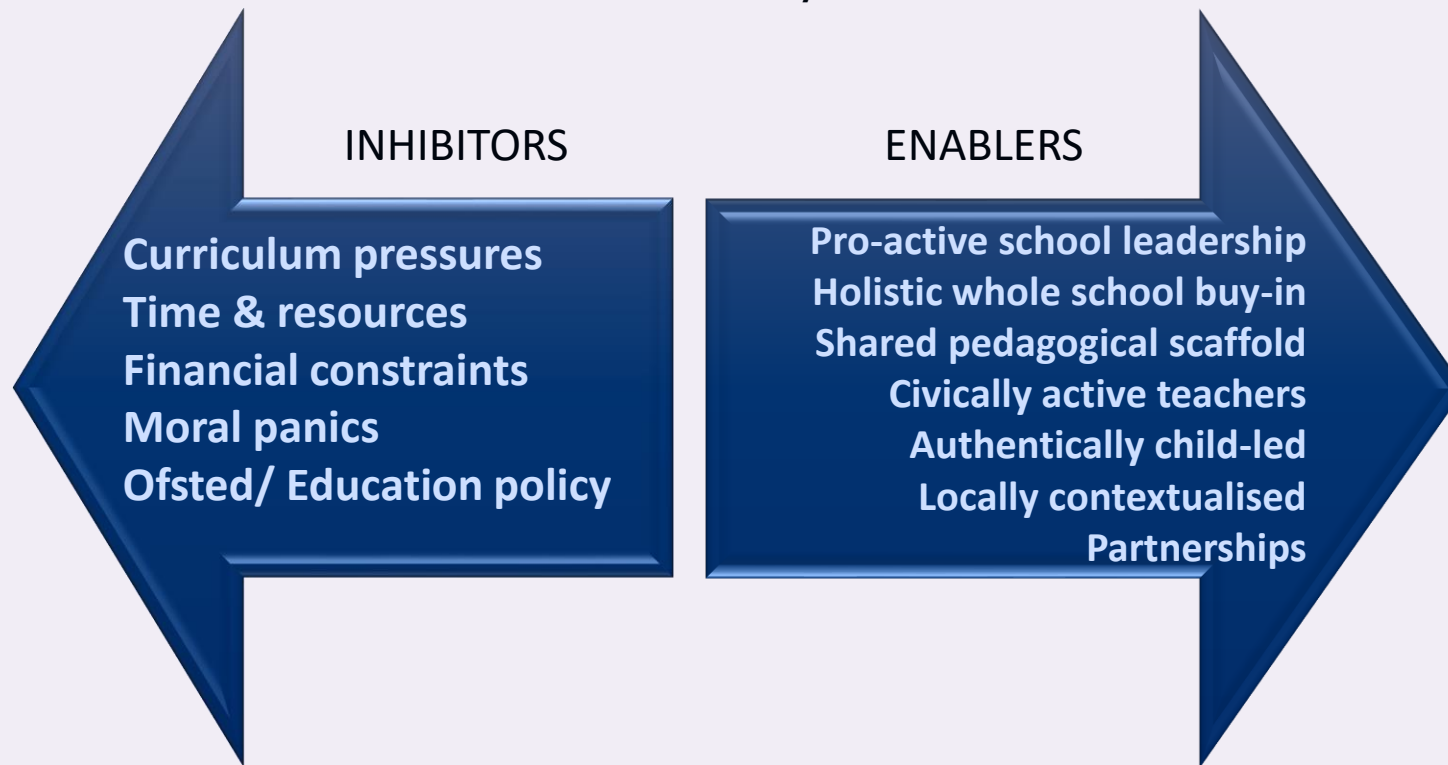 INHIBITORS
Curriculum pressures
Time & resources
Financial constraints
Moral panics
Ofsted/ Education policy
ENABLERS
Pro-active school leadership
Holistic whole school buy-in
Shared pedagogical scaffold
Civically active teachers
Authentically child-led
Locally contextualised
Partnerships